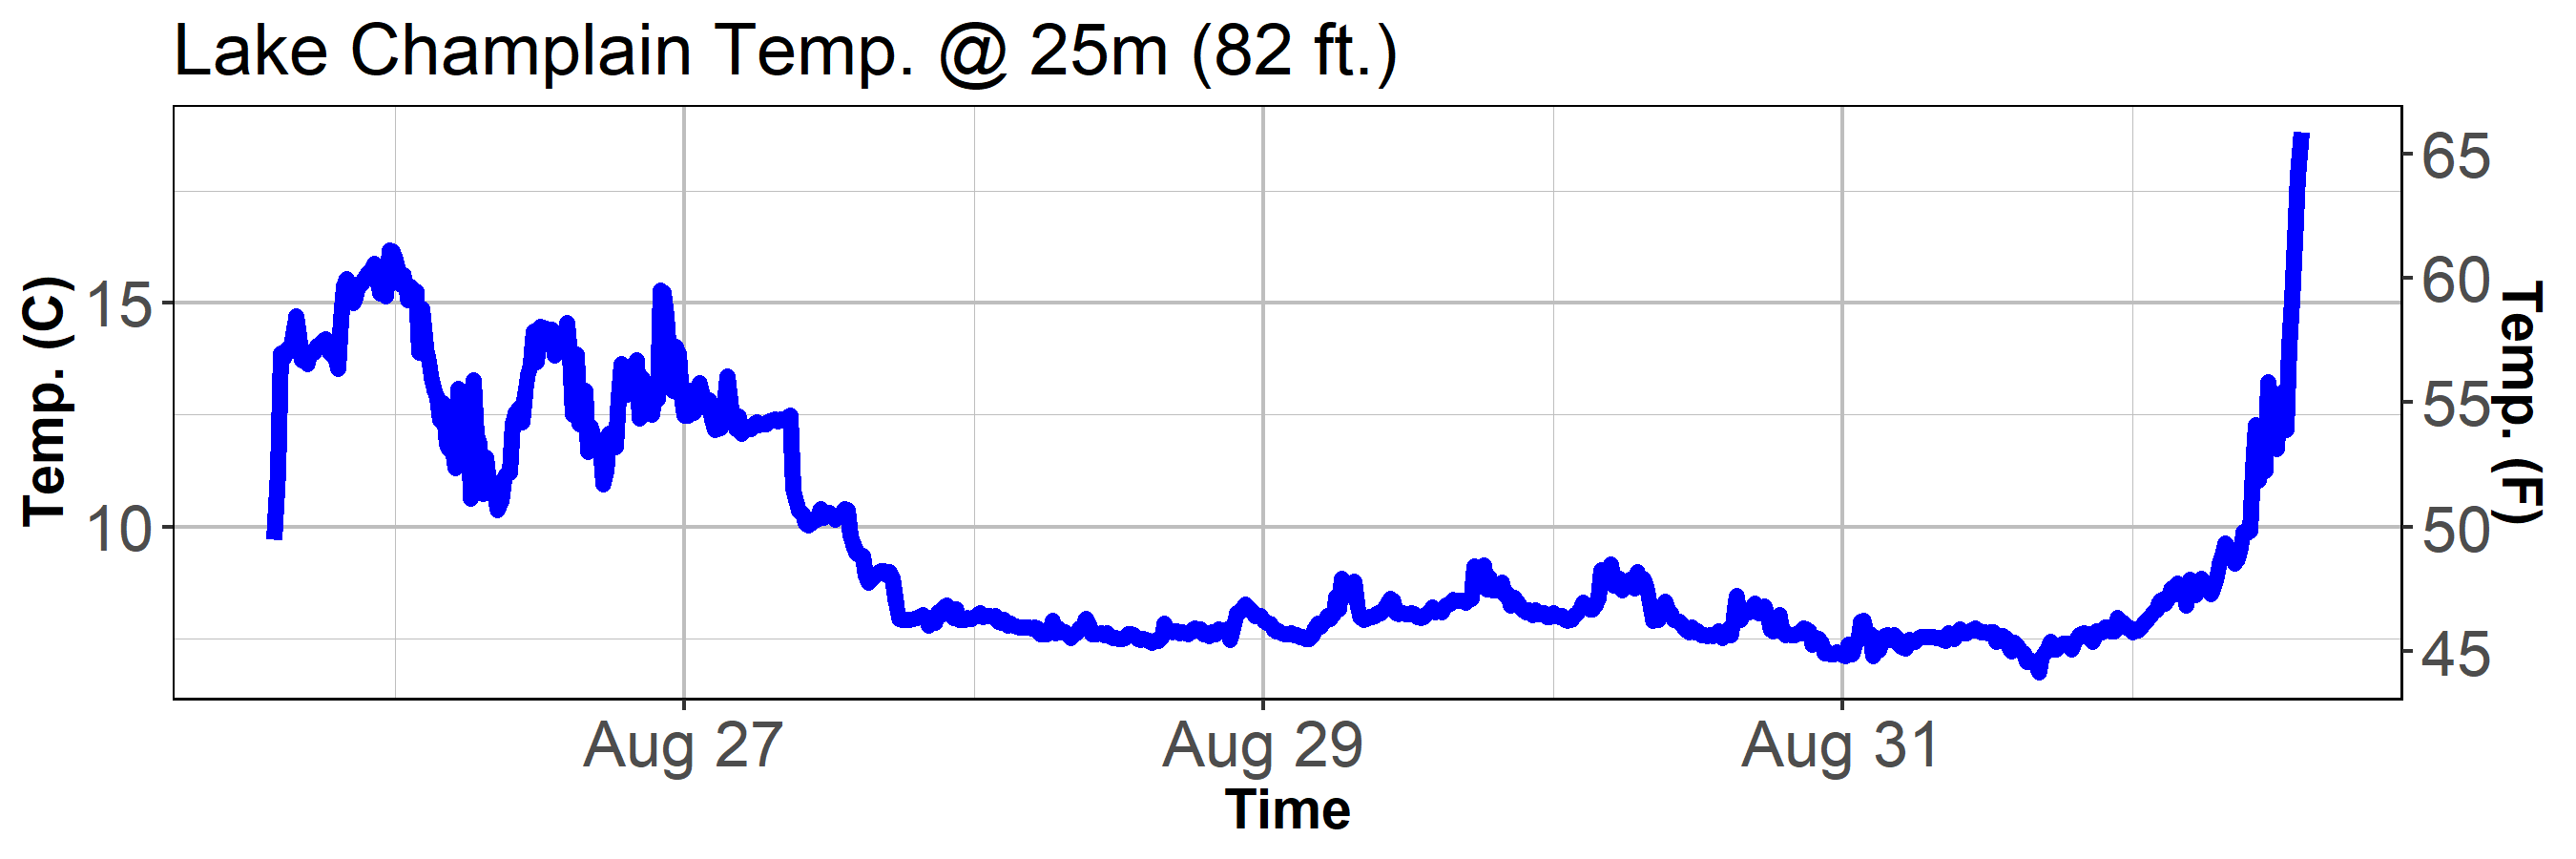 Lake Champlain Temp. @ 25m (82 ft.)
Temp. (C)
15
10
65
60
55
50
45
Temp. (F)
Aug 27
Aug 29
Aug 31
Time